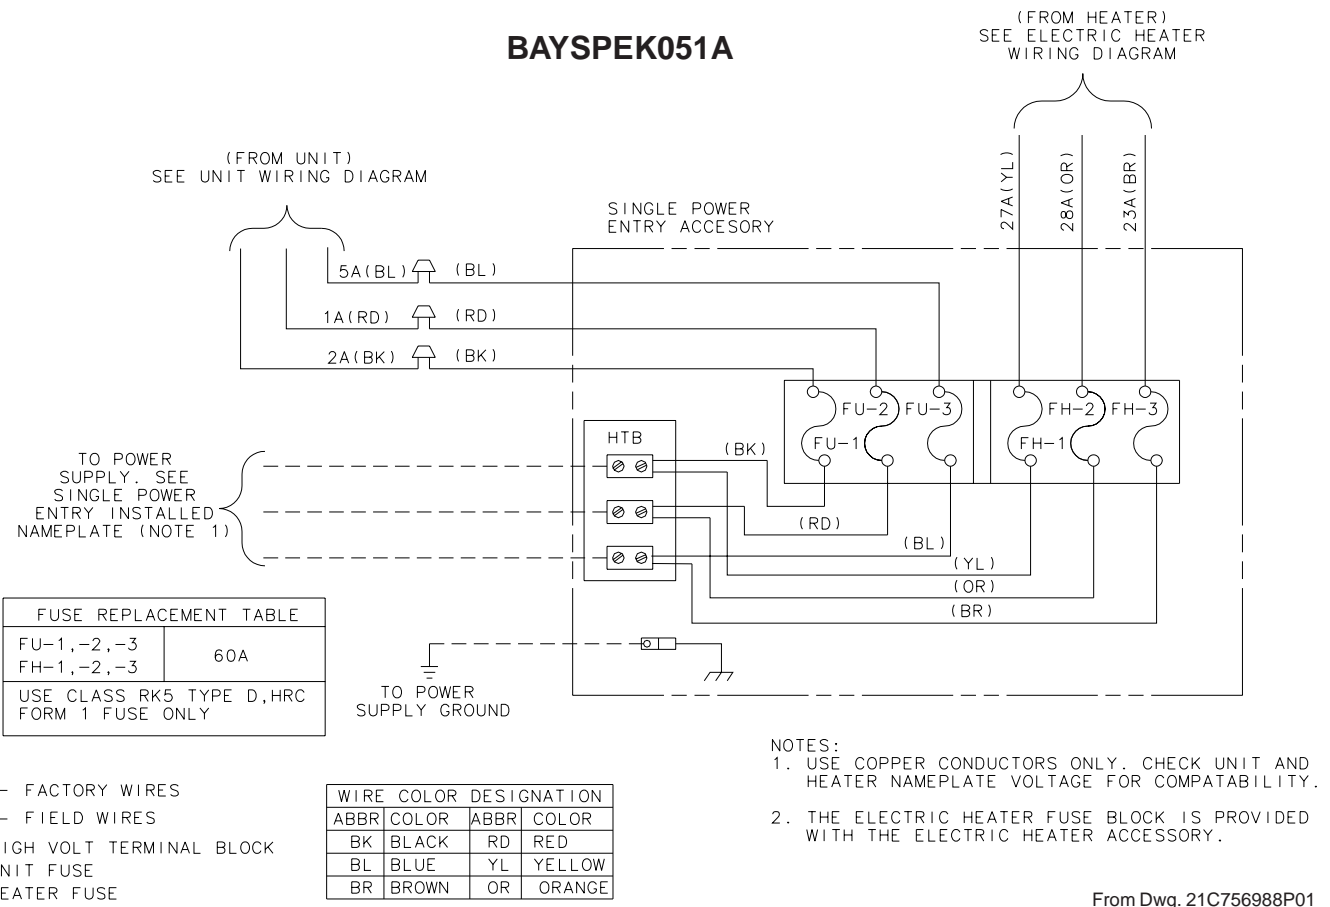 BAYSPEK051A
(FROM HEATER)
SEE ELECTRIC HEATER
WIRING DIAGRAM
(FROM UNIT)
SEE UNIT WIRING DIAGRAM
27A(YL)
28A(OR)
23A(BR)
SINGLE POWER
ENTRY ACCESORY
5A(BL) (BL)
1A(RD) (RD)
2A(BK) (BK)
FU-2 FU-3 FH-2 FH-3
FU-1 FH-1
HTB
(BK)
(RD)
(BL)
(YL)
(OR)
(BR)
TO POWER
SUPPLY. SEE
SINGLE POWER
ENTRY INSTALLED
NAMEPLATE (NOTE 1)
FUSE REPLACEMENT TABLE
FU-1,-2,-3
FH-1,-2,-3
60A
USE CLASS RK5 TYPE D,HRC
FORM 1 FUSE ONLY
TO POWER
SUPPLY GROUND
NOTES:
1. USE COPPER CONDUCTORS ONLY. CHECK UNIT AND
HEATER NAMEPLATE VOLTAGE FOR COMPATABILITY.
2. THE ELECTRIC HEATER FUSE BLOCK IS PROVIDED
WITH THE ELECTRIC HEATER ACCESSORY.
- FACTORY WIRES
- FIELD WIRES
IGH VOLT TERMINAL BLOCK
NIT FUSE
EATER FUSE
WIRE COLOR DESIGNATION
ABBR COLOR ABBR COLOR
BK BLACK RD RED
BL BLUE YL YELLOW
BR BROWN OR ORANGE
From Dwg. 21C756988P01